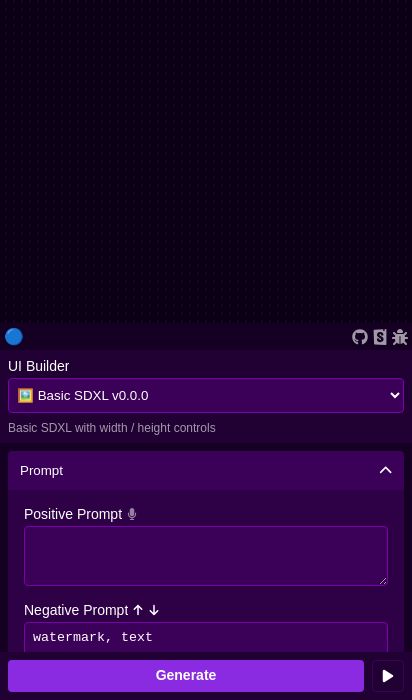 UI Builder
🖼️ Basic SDXL v0.0.0
Basic SDXL with width / height controls
Prompt
Positive Prompt
Negative Prompt ↑ ↓
watermark, text
Generate